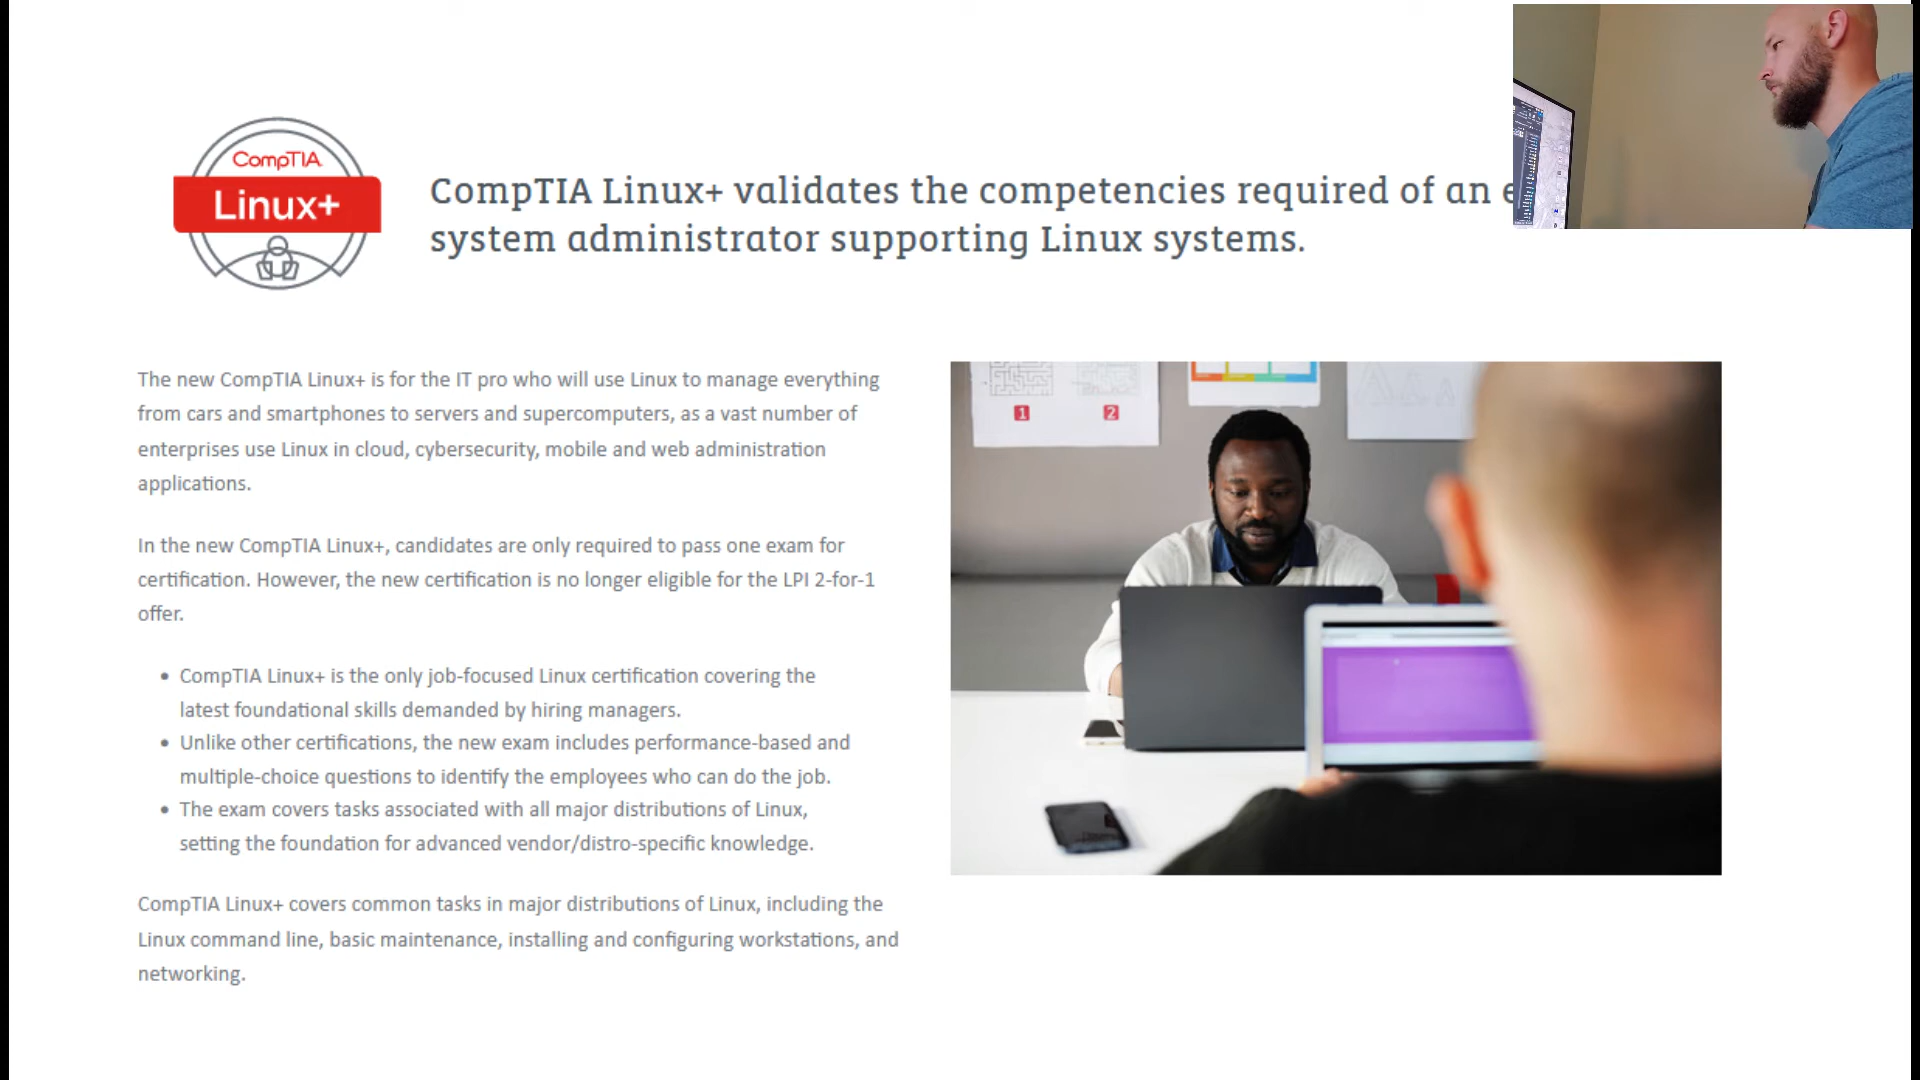 CompTIA
Linux+
CompTIA Linux+ validates the competencies required of an
system administrator supporting Linux systems.
The new CompTIA Linux+ is for the IT pro who will use Linux to manage everything
from cars and smartphones to servers and supercomputers, as a vast number of
enterprises use Linux in cloud, cybersecurity, mobile and web administration
applications.
In the new CompTIA Linux+, candidates are only required to pass one exam for
certification. However, the new certification is no longer eligible for the LPI 2-for-1
offer.
• CompTIA Linux+ is the only job-focused Linux certification covering the
latest foundational skills demanded by hiring managers.
• Unlike other certifications, the new exam includes performance-based and
multiple-choice questions to identify the employees who can do the job.
• The exam covers tasks associated with all major distributions of Linux,
setting the foundation for advanced vendor/distro-specific knowledge.
CompTIA Linux+ covers common tasks in major distributions of Linux, including the
Linux command line, basic maintenance, installing and configuring workstations, and
networking.
1
2